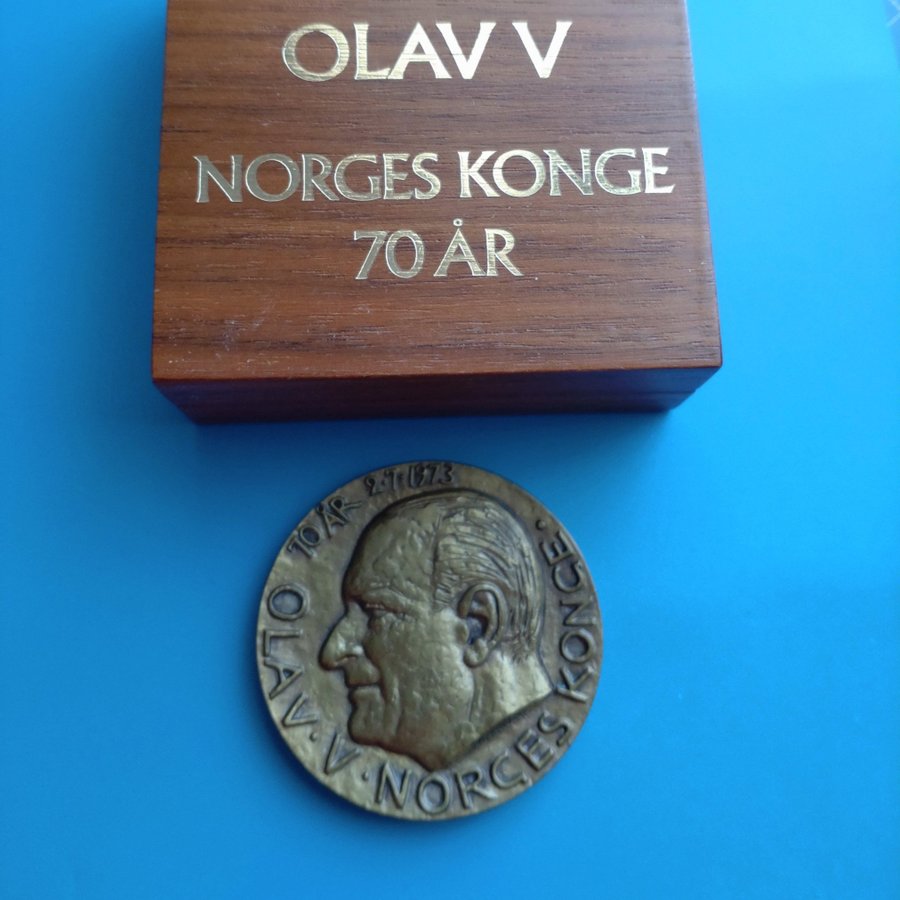 OLAV V
NORGES KONGE
70 ÅR
70 ÅR 2·7·1973
OLAV·V·NORGES KONGE·